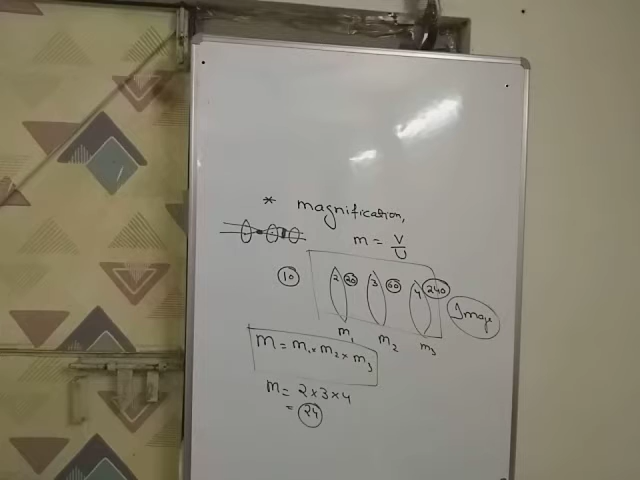 * magnification,
m = V/U
10 2 20 3 60 4 240 Image
m1 m2 m3
m = m1 × m2 × m3
m = 2×3×4
= 24